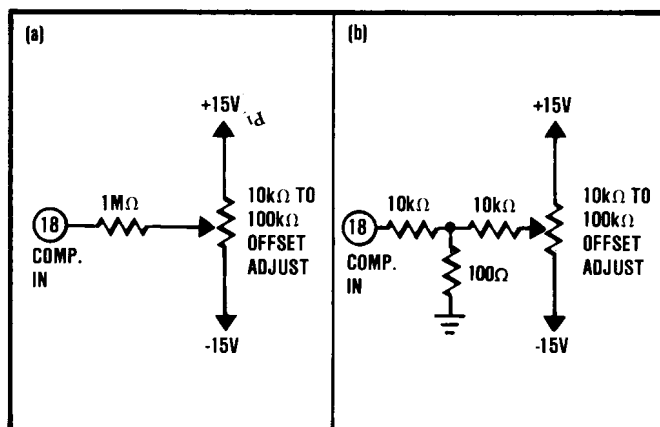 (a)
+15V
1MΩ
18
COMP.
IN
10kΩ TO
100kΩ
OFFSET
ADJUST
-15V
(b)
+15V
10kΩ
10kΩ
18
COMP.
IN
100Ω
10kΩ TO
100kΩ
OFFSET
ADJUST
-15V